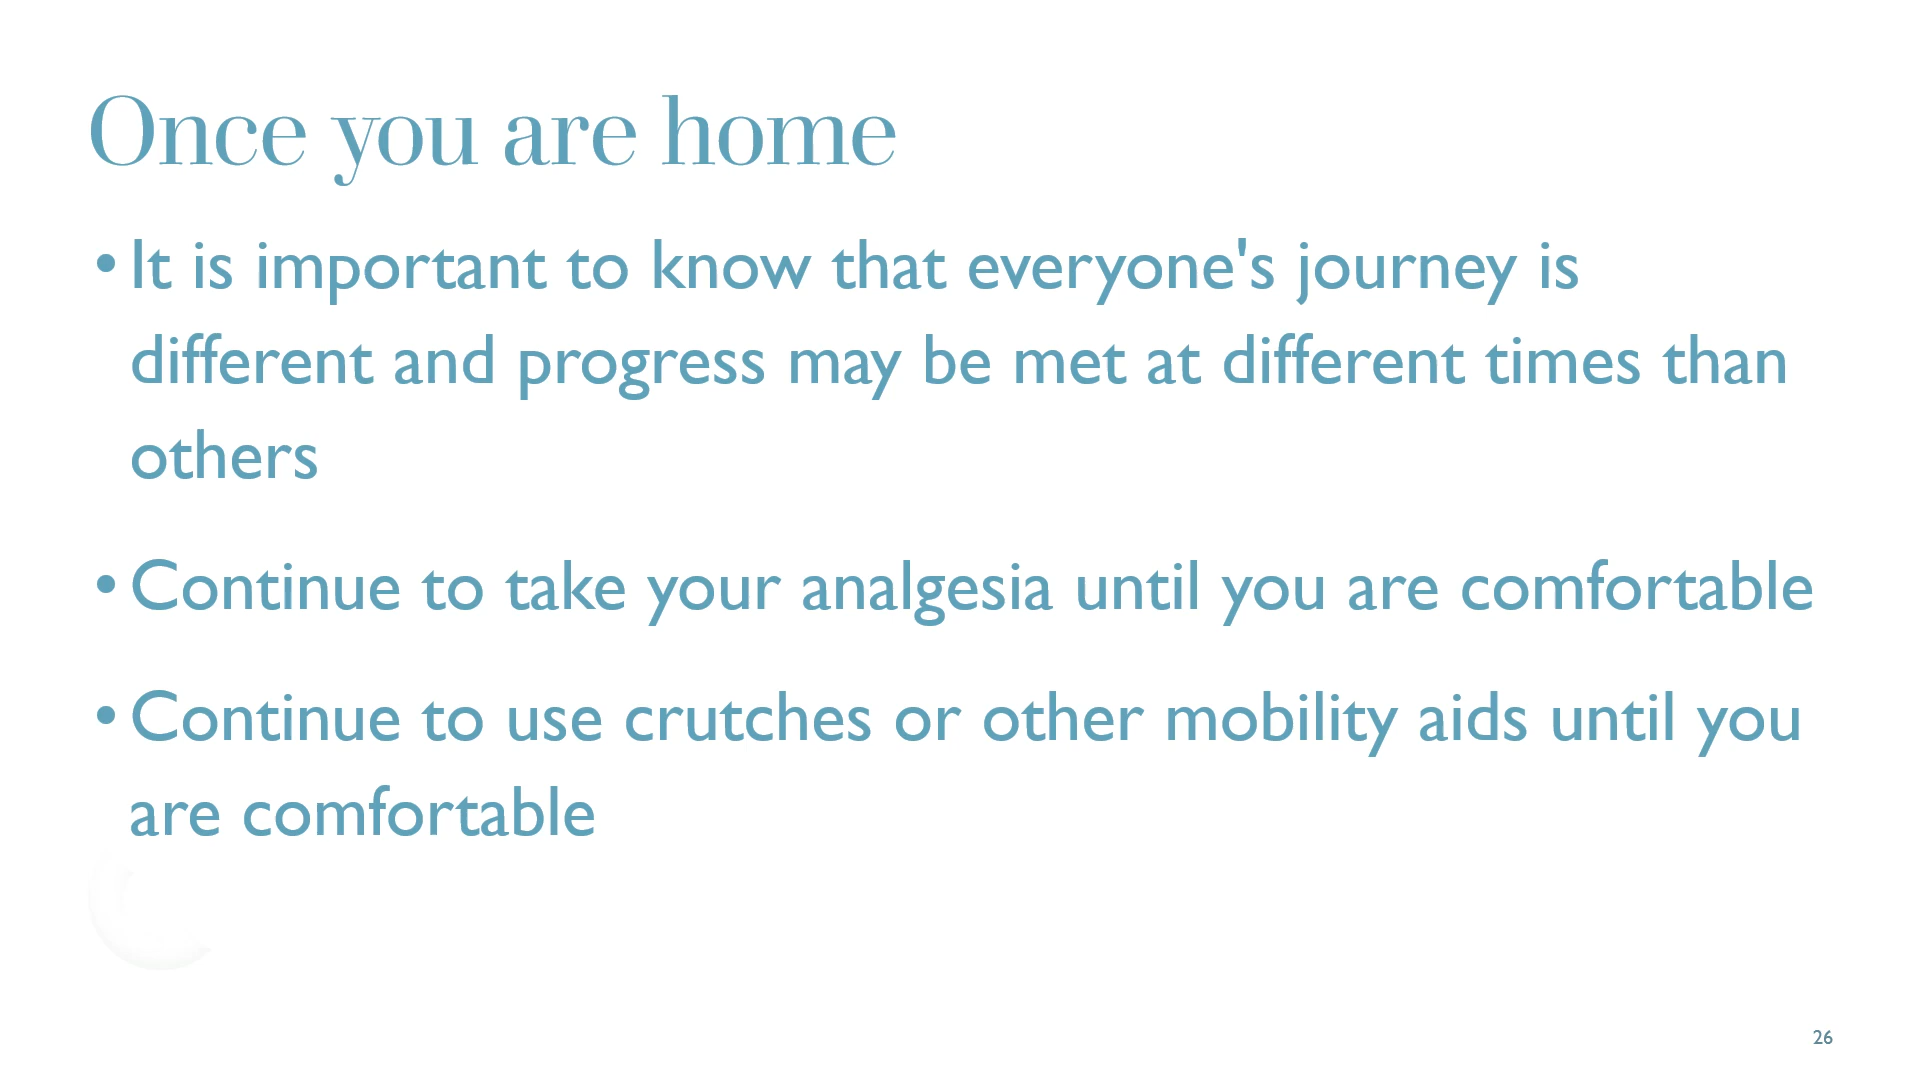 Once you are home
• It is important to know that everyone's journey is
different and progress may be met at different times than
others
• Continue to take your analgesia until you are comfortable
• Continue to use crutches or other mobility aids until you
are comfortable
26